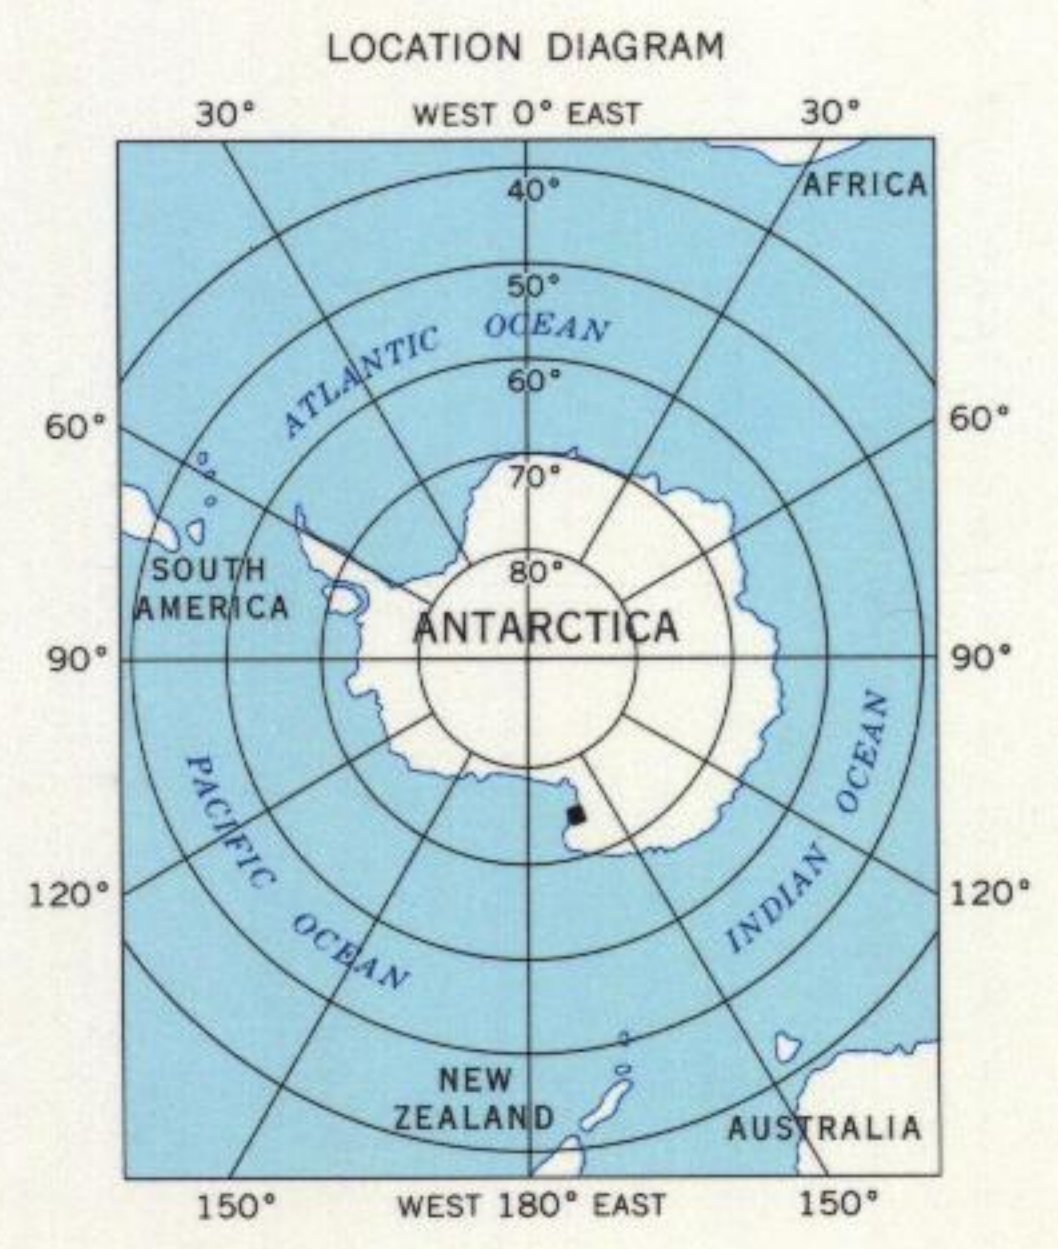 LOCATION DIAGRAM
30° WEST 0° EAST 30°
AFRICA
40°
50°
ATLANTIC OCEAN
60°
60° 60°
70°
80°
SOUTH
AMERICA
ANTARCTICA
90° 90°
PACIFIC OCEAN
INDIAN OCEAN
120° 120°
NEW
ZEALAND
AUSTRALIA
150° WEST 180° EAST 150°